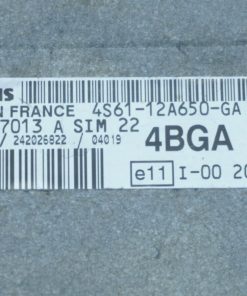 N FRANCE 4S61-12A650-GA
7013 A SIM 22
242026822 / 04019 4BGA
e11 I-00 20